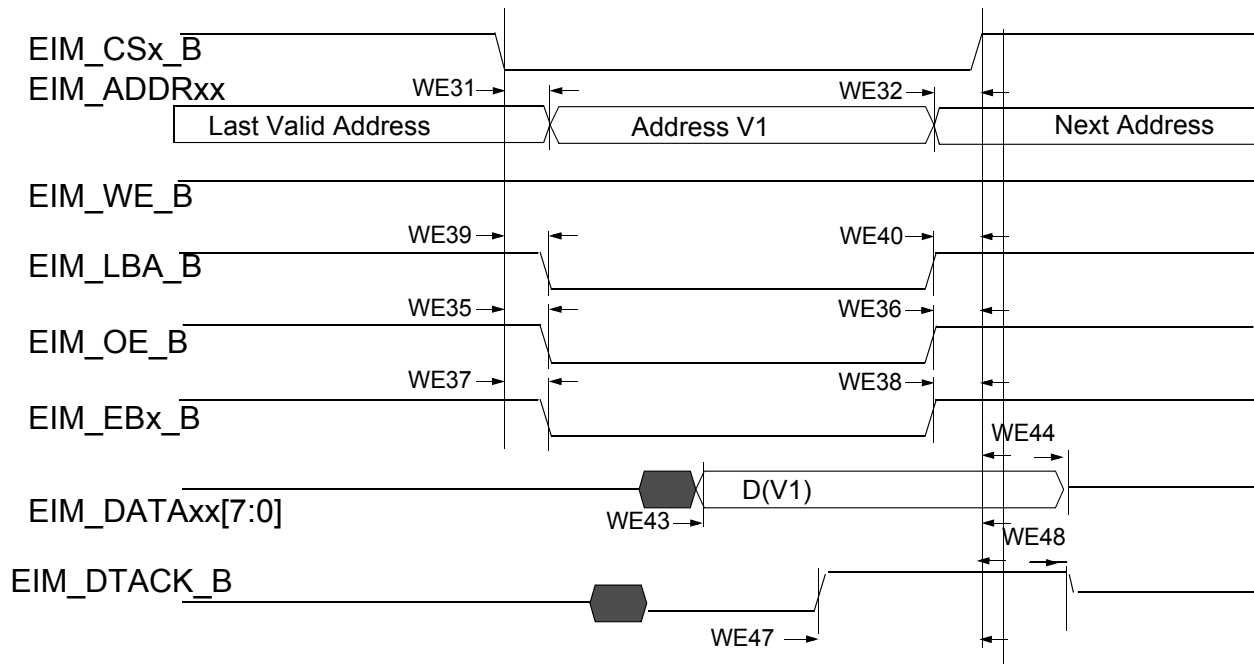 EIM_CSx_B
EIM_ADDRxx
WE31
WE32
Last Valid Address
Address V1
Next Address
EIM_WE_B
WE39
WE40
EIM_LBA_B
WE35
WE36
EIM_OE_B
WE37
WE38
EIM_EBx_B
WE44
D(V1)
EIM_DATAxx[7:0]
WE43
WE48
EIM_DTACK_B
WE47